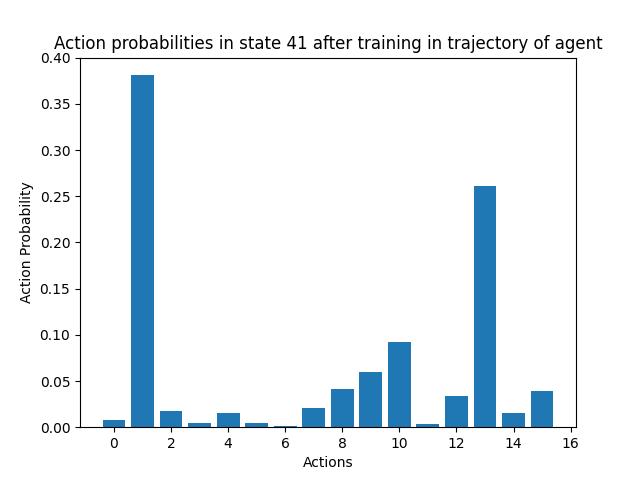 Action probabilities in state 41 after training in trajectory of agent
0.40
0.35
0.30
0.25
0.20
0.15
0.10
0.05
0.00
Action Probability
0 2 4 6 8 10 12 14 16
Actions